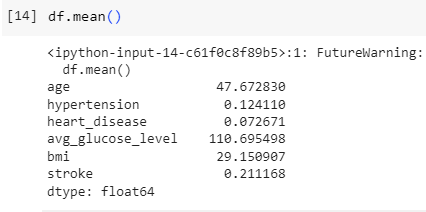 [14] df.mean()
<ipython-input-14-c61f0c8f89b5>:1: FutureWarning:
df.mean()
age 47.672830
hypertension 0.124110
heart_disease 0.072671
avg_glucose_level 110.695498
bmi 29.150907
stroke 0.211168
dtype: float64